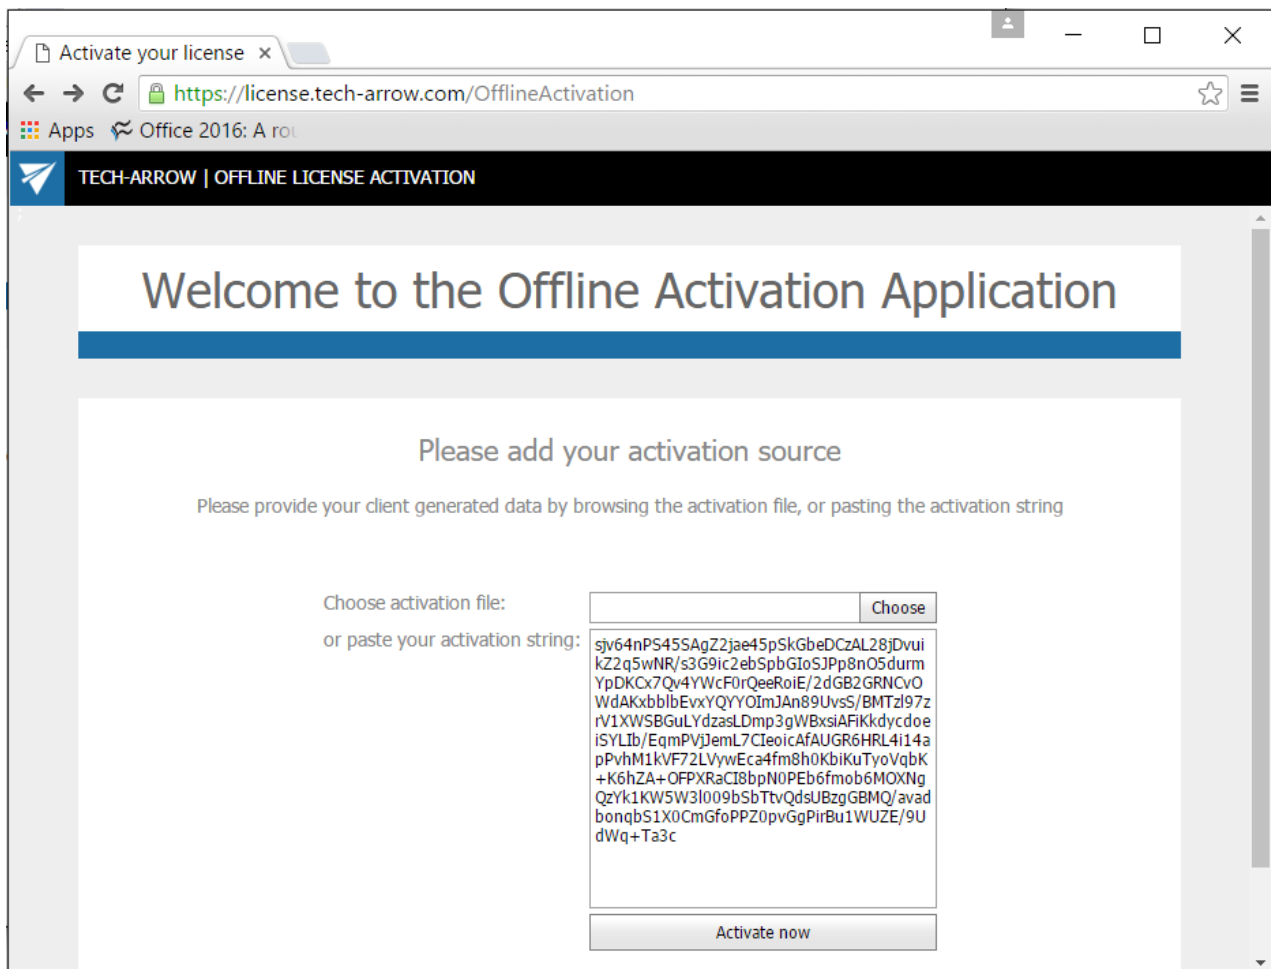 Activate your license
https://license.tech-arrow.com/OfflineActivation
Apps Office 2016: A rou
TECH-ARROW | OFFLINE LICENSE ACTIVATION
Welcome to the Offline Activation Application
Please add your activation source
Please provide your client generated data by browsing the activation file, or pasting the activation string
Choose activation file:
Choose
or paste your activation string:
sjv64nPS45SAgZ2jae45pSkGbeDCzAL28jDvui
kZ2q5wNR/s3G9ic2ebSpbGIoSJPp8nO5durm
YpDKCx7Qv4YWcF0rQeeRoiE/2dGB2GRNCvO
WdAKxbblbEvxYQYYOImJAn89UvsS/BMTzl97z
rV1XWSBGuLYdzasLDmp3gWBxsiAFiKkdycdoe
iSYLIb/EqmPVjJemL7CIeoicAfAUGR6HRL4i14a
pPvhM1kVF72LVywEca4fm8h0KbiKuTyoVqbK
+K6hZA+OFPXRaCI8bpN0PEb6fmob6MOXNg
QzYk1KW5W3l009bSbTtvQdsUBzgGBMQ/avad
bonqbS1X0CmGfoPPZ0pvGgPirBu1WUZE/9U
dWq+Ta3c
Activate now